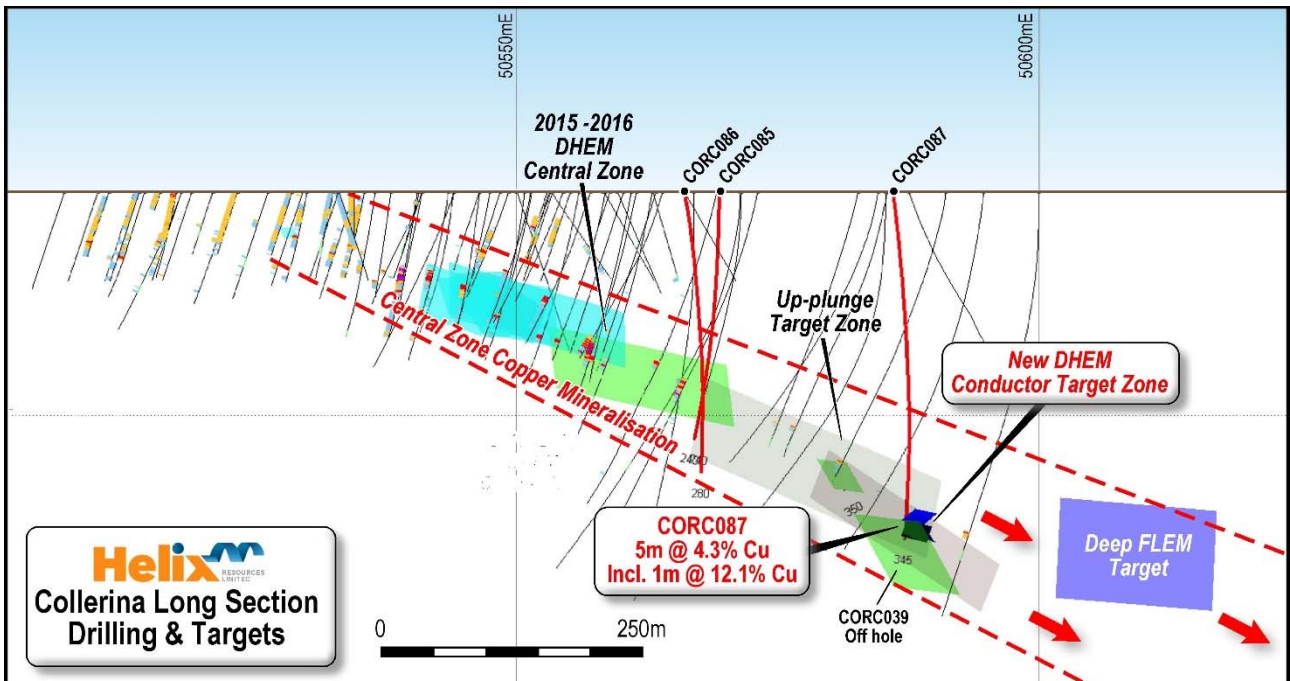 50550mE
50600mE
2015 -2016
DHEM
Central Zone
CORC086
CORC085
CORC087
Up-plunge
Target Zone
New DHEM
Conductor Target Zone
Central Zone Copper Mineralisation
280
350
345
CORC087
5m @ 4.3% Cu
Incl. 1m @ 12.1% Cu
Deep FLEM
Target
CORC039
Off hole
Helix
RESOURCES
LIMITED
Collerina Long Section
Drilling & Targets
0
250m